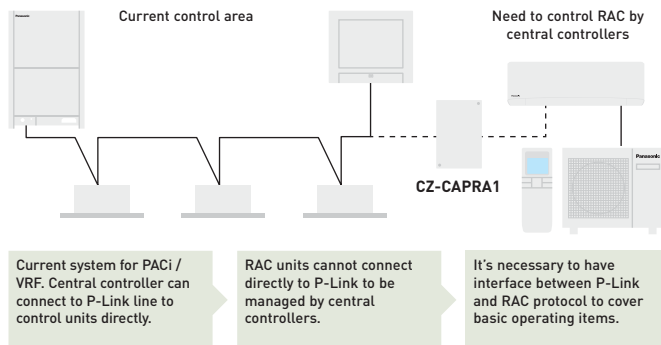 Current control area
Need to control RAC by
central controllers
Panasonic
Panasonic
CZ-CAPRA1
Current system for PACi /
VRF. Central controller can
connect to P-Link line to
control units directly.
RAC units cannot connect
directly to P-Link to be
managed by central
controllers.
It's necessary to have
interface between P-Link
and RAC protocol to cover
basic operating items.